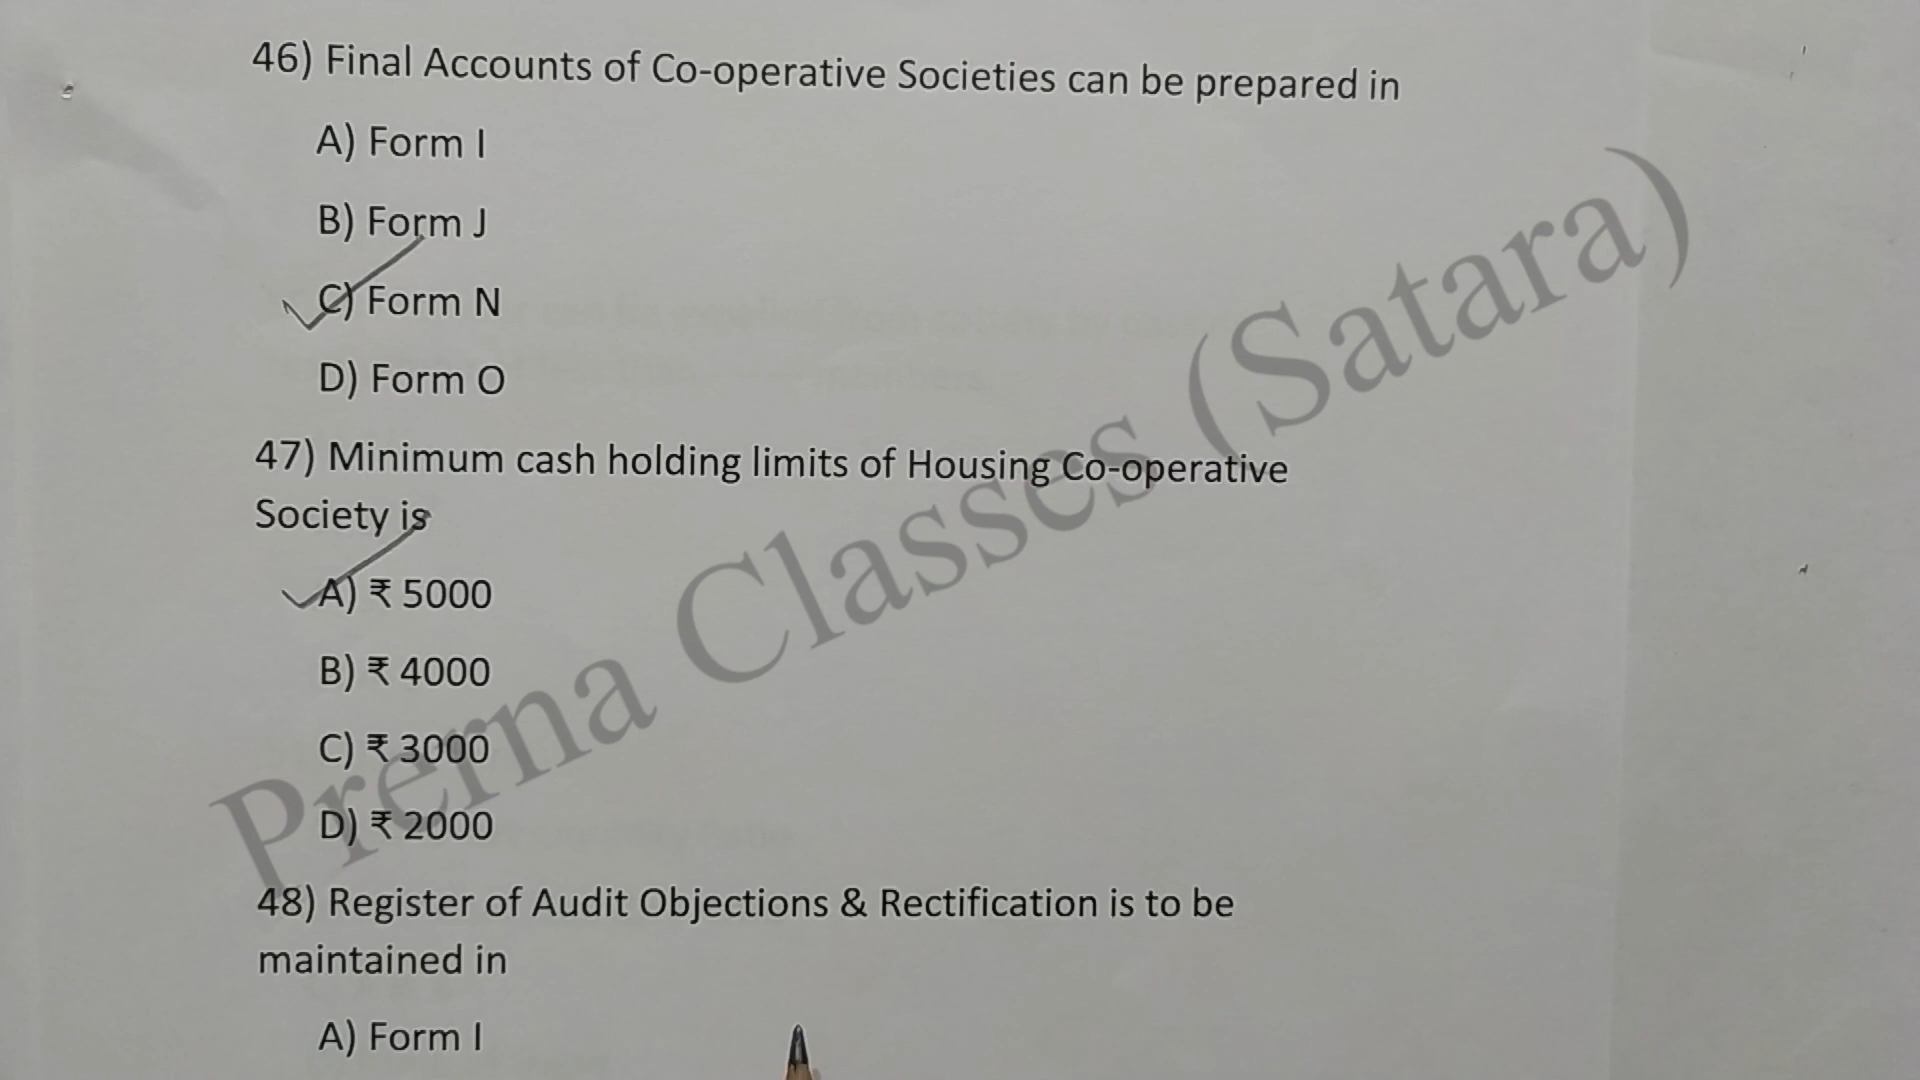 46) Final Accounts of Co-operative Societies can be prepared in
A) Form I
B) Form J
C) Form N
D) Form O
47) Minimum cash holding limits of Housing Co-operative
Society is
A) ₹ 5000
B) ₹ 4000
C) ₹ 3000
D) ₹ 2000
48) Register of Audit Objections & Rectification is to be
maintained in
A) Form I
Prerna Classes (Satara)